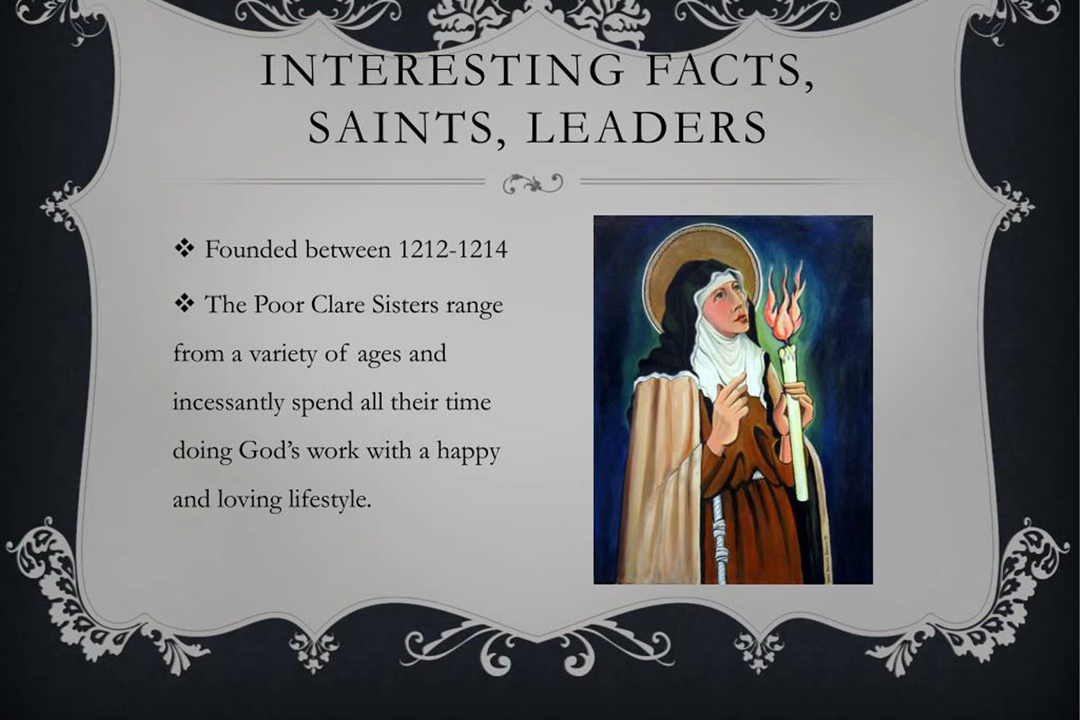 INTERESTING FACTS,
SAINTS, LEADERS
❖ Founded between 1212-1214
❖ The Poor Clare Sisters range
from a variety of ages and
incessantly spend all their time
doing God’s work with a happy
and loving lifestyle.